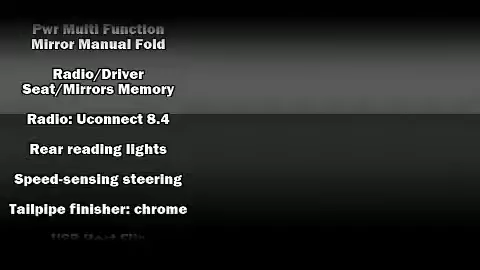 Pwr Multi Function
Mirror Manual Fold
Radio/Driver
Seat/Mirrors Memory
Radio: Uconnect 8.4
Rear reading lights
Speed-sensing steering
Tailpipe finisher: chrome